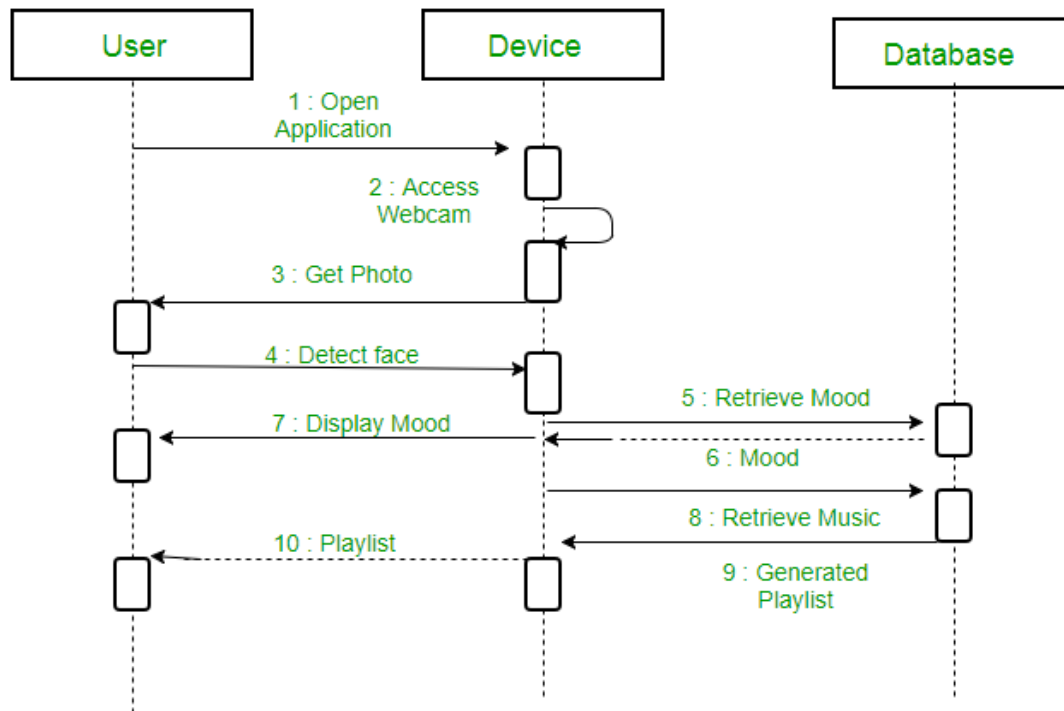 User
Device
Database
1 : Open
Application
2 : Access
Webcam
3 : Get Photo
4 : Detect face
5 : Retrieve Mood
7 : Display Mood
6 : Mood
8 : Retrieve Music
10 : Playlist
9 : Generated
Playlist